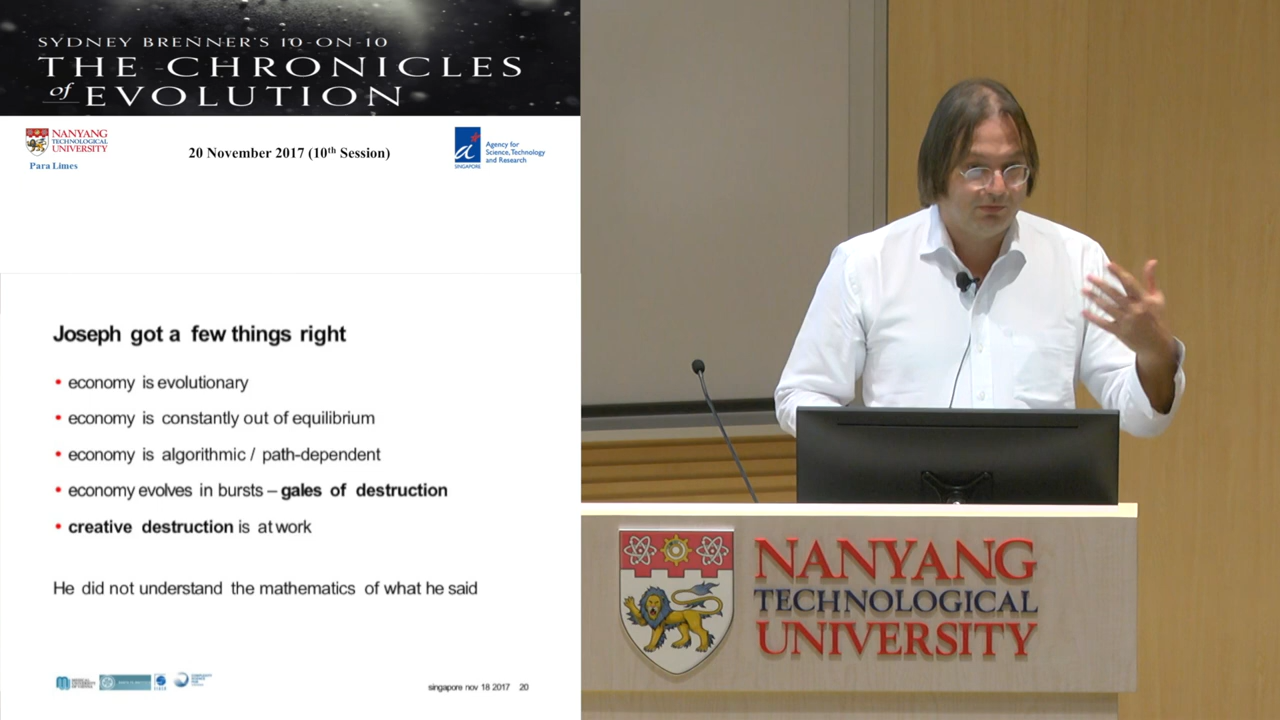 SYDNEY BRENNER'S 10-ON-10
THE CHRONICLES
of EVOLUTION
NANYANG
TECHNOLOGICAL
UNIVERSITY
Para Limes
20 November 2017 (10th Session)
SINGAPORE
Agency for
Science, Technology
and Research
Joseph got a few things right
• economy is evolutionary
• economy is constantly out of equilibrium
• economy is algorithmic / path-dependent
• economy evolves in bursts – gales of destruction
• creative destruction is at work
He did not understand the mathematics of what he said
singapore nov 18 2017 20
NANYANG
TECHNOLOGICAL
UNIVERSITY